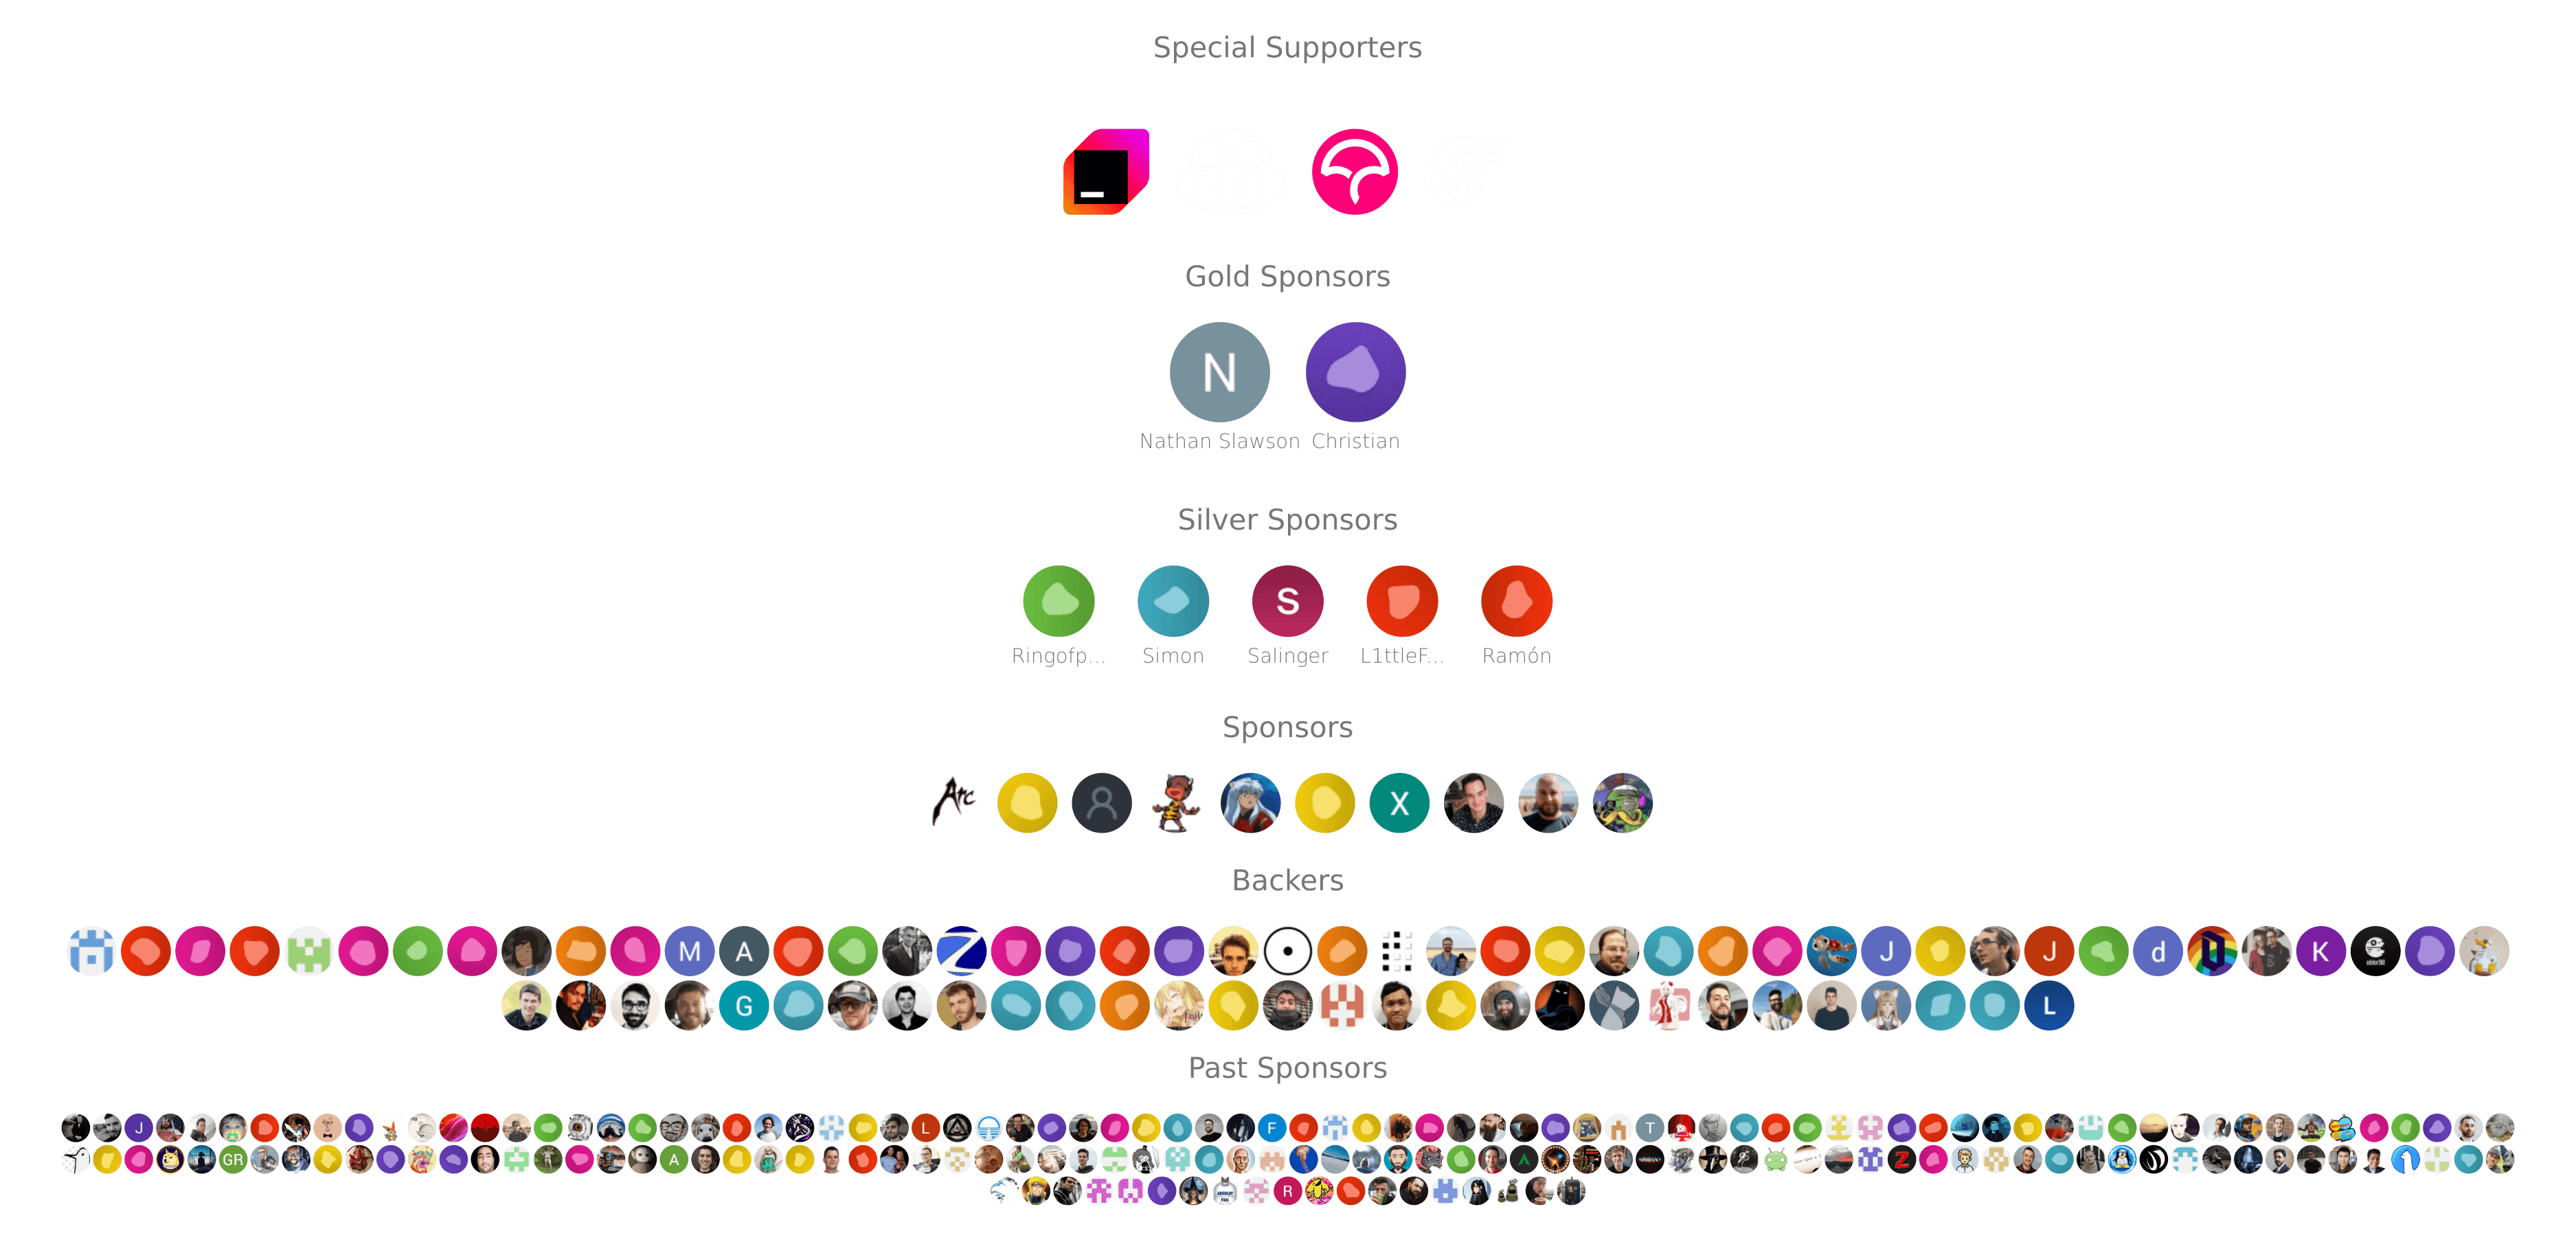 Special Supporters
Gold Sponsors
N
Nathan Slawson Christian
Silver Sponsors
S
Ringofp... Simon Salinger L1ttleF... Ramón
Sponsors
Arc X
Backers
M A J J d K
G L
Past Sponsors
J L F T
GR A
R